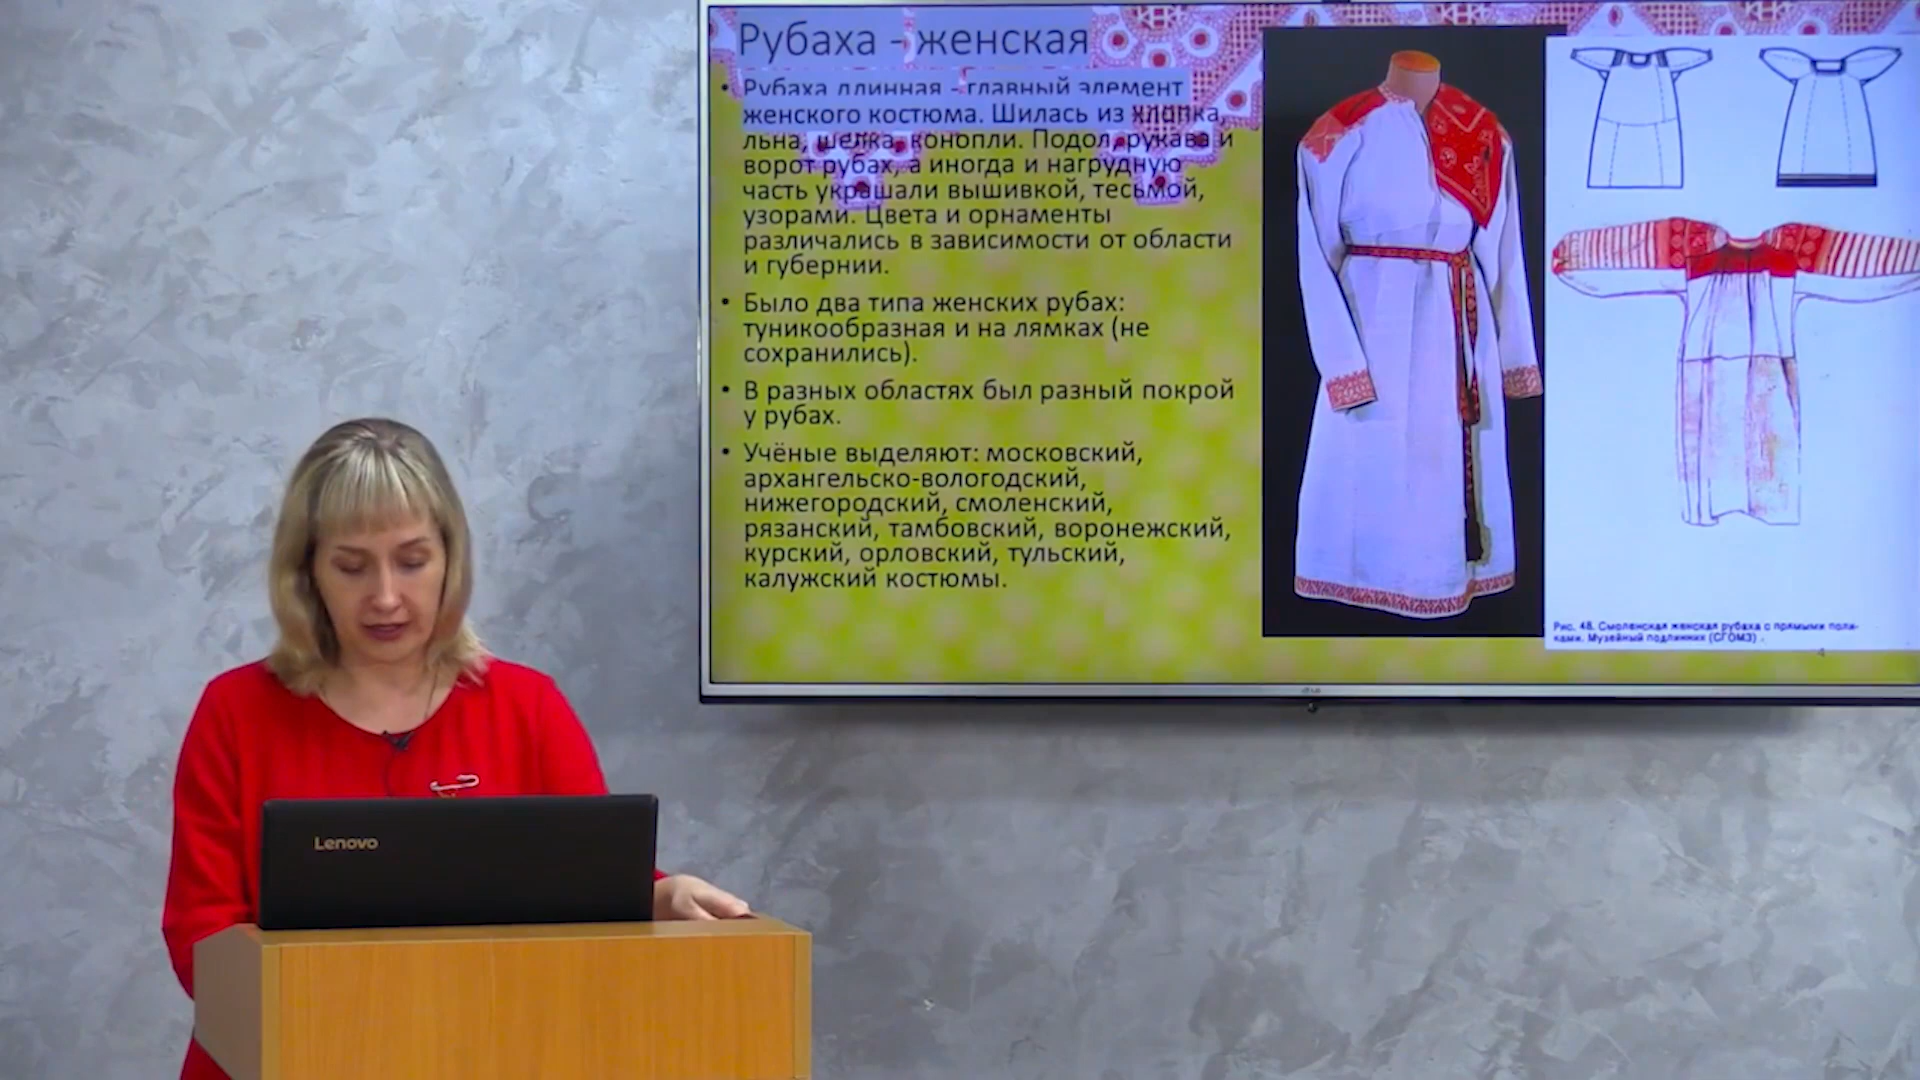 Рубаха - женская
• Рубаха длинная - главный элемент
женского костюма. Шилась из хлопка,
льна, шёлка, конопли. Подол, рукава и
ворот рубах, а иногда и нагрудную
часть украшали вышивкой, тесьмой,
узорами. Цвета и орнаменты
различались в зависимости от области
и губернии.
• Было два типа женских рубах:
туникообразная и на лямках (не
сохранились).
• В разных областях был разный покрой
у рубах.
• Учёные выделяют: московский,
архангельско-вологодский,
нижегородский, смоленский,
рязанский, тамбовский, воронежский,
курский, орловский, тульский,
калужский костюмы.
Рис. 48. Смоленская женская рубаха с прямыми поли-
ками. Музейный подлинник (СГОМЗ) .
4
LG
Lenovo